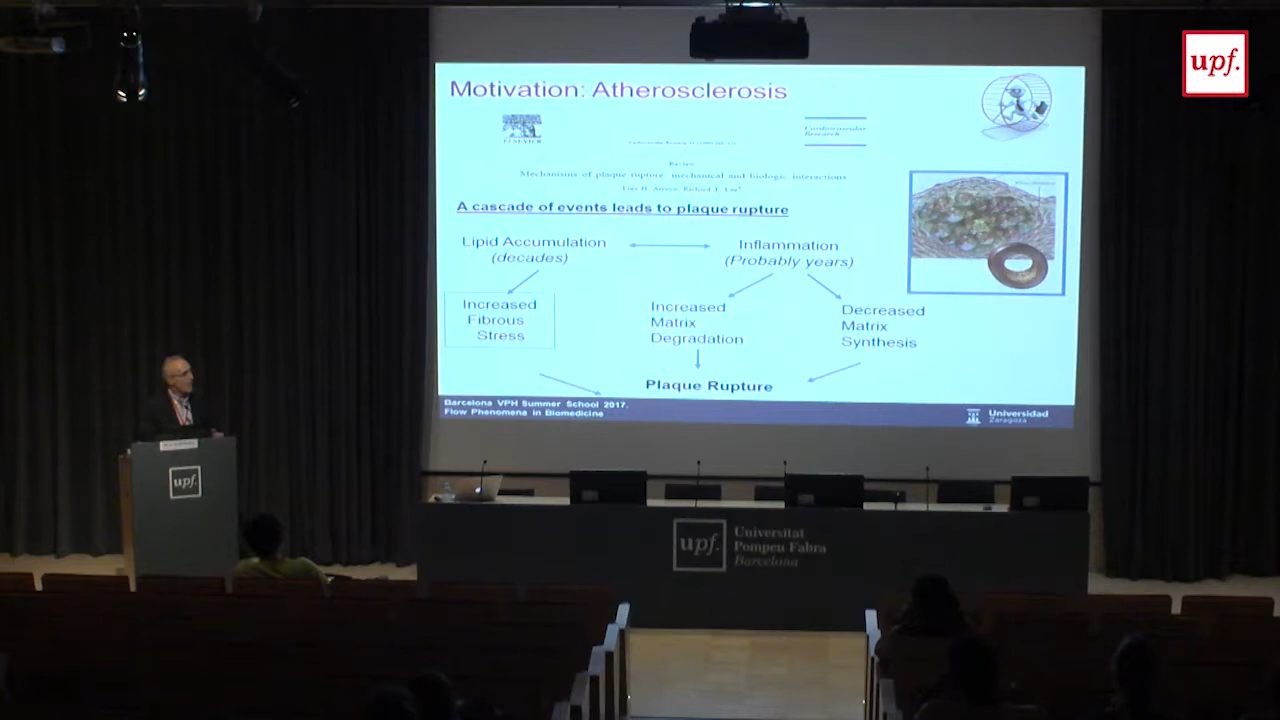 upf.
Motivation: Atherosclerosis
ELSEVIER
Cardiovascular
Research
Review
Mechanisms of plaque rupture: mechanical and biologic interactions
A cascade of events leads to plaque rupture
Lipid Accumulation
(decades)
Inflammation
(Probably years)
Increased
Fibrous
Stress
Increased
Matrix
Degradation
Decreased
Matrix
Synthesis
Plaque Rupture
Barcelona VPH Summer School 2017.
Flow Phenomena in Biomedicine
Universidad
Zaragoza
upf.
upf.
Universitat
Pompeu Fabra
Barcelona